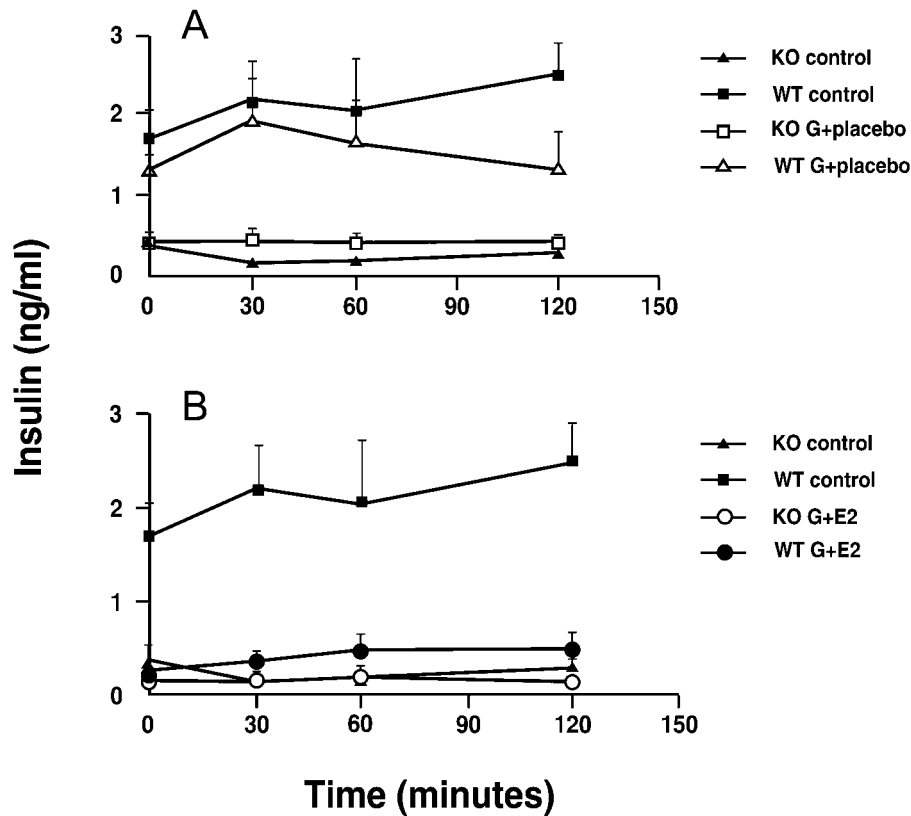 A
3
2
1
0
0 30 60 90 120 150
KO control
WT control
KO G+placebo
WT G+placebo
Insulin (ng/ml)
B
3
2
1
0
0 30 60 90 120 150
KO control
WT control
KO G+E2
WT G+E2
Time (minutes)